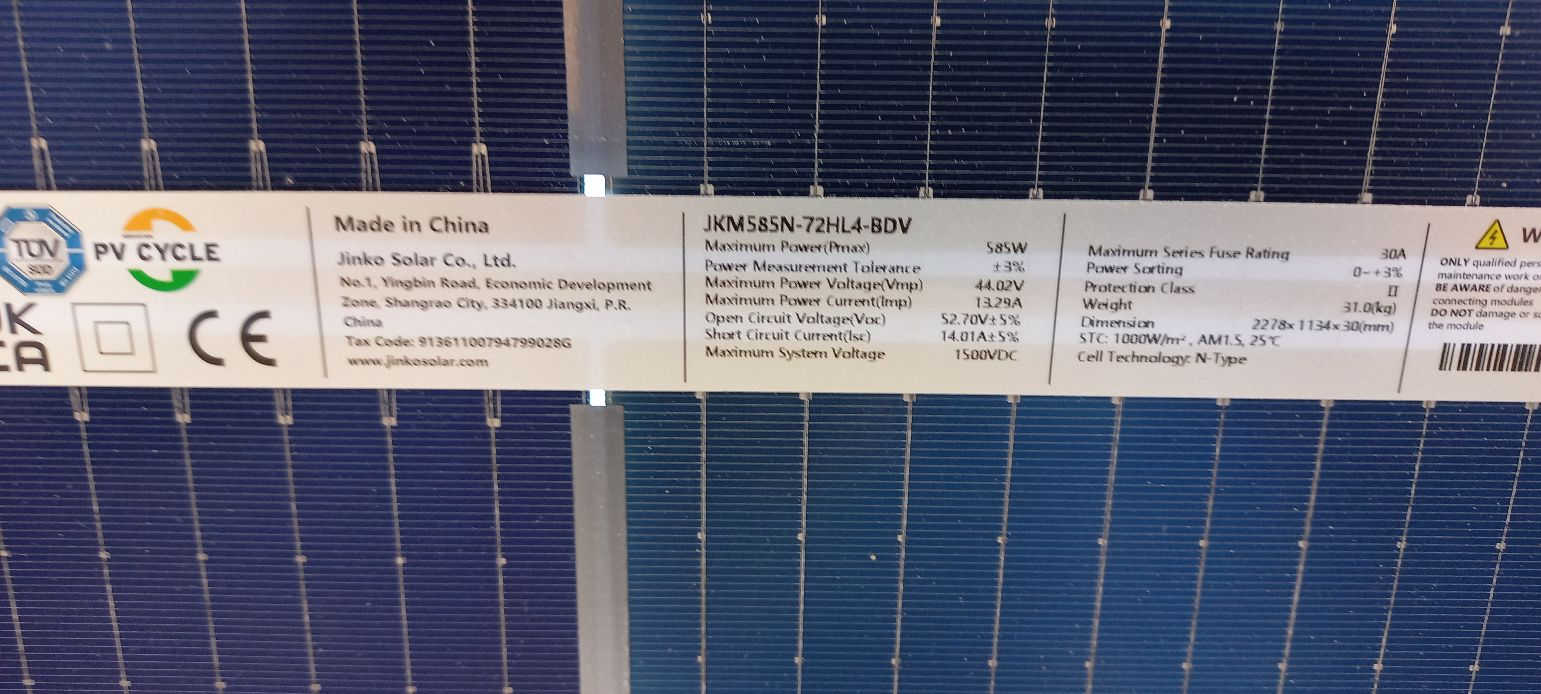 TÜV
SÜD
PV CYCLE
CE
Made in China
Jinko Solar Co., Ltd.
No.1, Yingbin Road, Economic Development
Zone, Shangrao City, 334100 Jiangxi, P.R.
China
Tax Code: 91361100794799028G
www.jinkosolar.com
JKM585N-72HL4-BDV
Maximum Power(Pmax) 585W
Power Measurement Tolerance ±3%
Maximum Power Voltage(Vmp) 44.02V
Maximum Power Current(Imp) 13.29A
Open Circuit Voltage(Voc) 52.70V±5%
Short Circuit Current(Isc) 14.01A±5%
Maximum System Voltage 1500VDC
Maximum Series Fuse Rating 30A
Power Sorting 0~+3%
Protection Class II
Weight 31.0(kg)
Dimension 2278×1134×30(mm)
STC: 1000W/m², AM1.5, 25℃
Cell Technology: N-Type
ONLY qualified
maintenance work
BE AWARE of
connecting modules
DO NOT damage or
the module